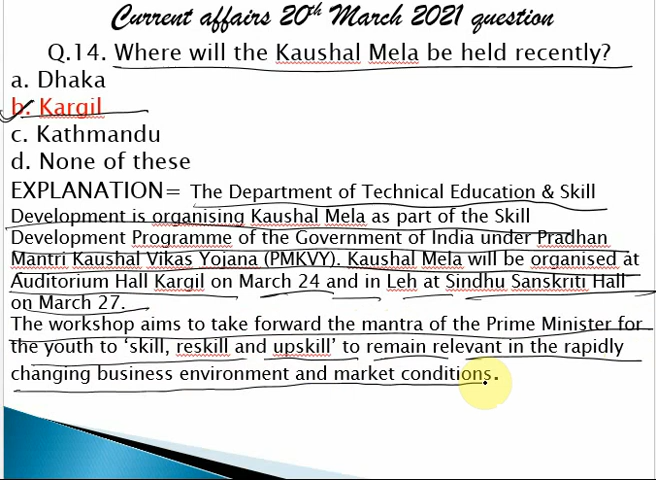 Current affairs 20th March 2021 question
Q.14. Where will the Kaushal Mela be held recently?
a. Dhaka
b. Kargil
c. Kathmandu
d. None of these
EXPLANATION= The Department of Technical Education & Skill
Development is organising Kaushal Mela as part of the Skill
Development Programme of the Government of India under Pradhan
Mantri Kaushal Vikas Yojana (PMKVY). Kaushal Mela will be organised at
Auditorium Hall Kargil on March 24 and in Leh at Sindhu Sanskriti Hall
on March 27.
The workshop aims to take forward the mantra of the Prime Minister for
the youth to ‘skill, reskill and upskill’ to remain relevant in the rapidly
changing business environment and market conditions.